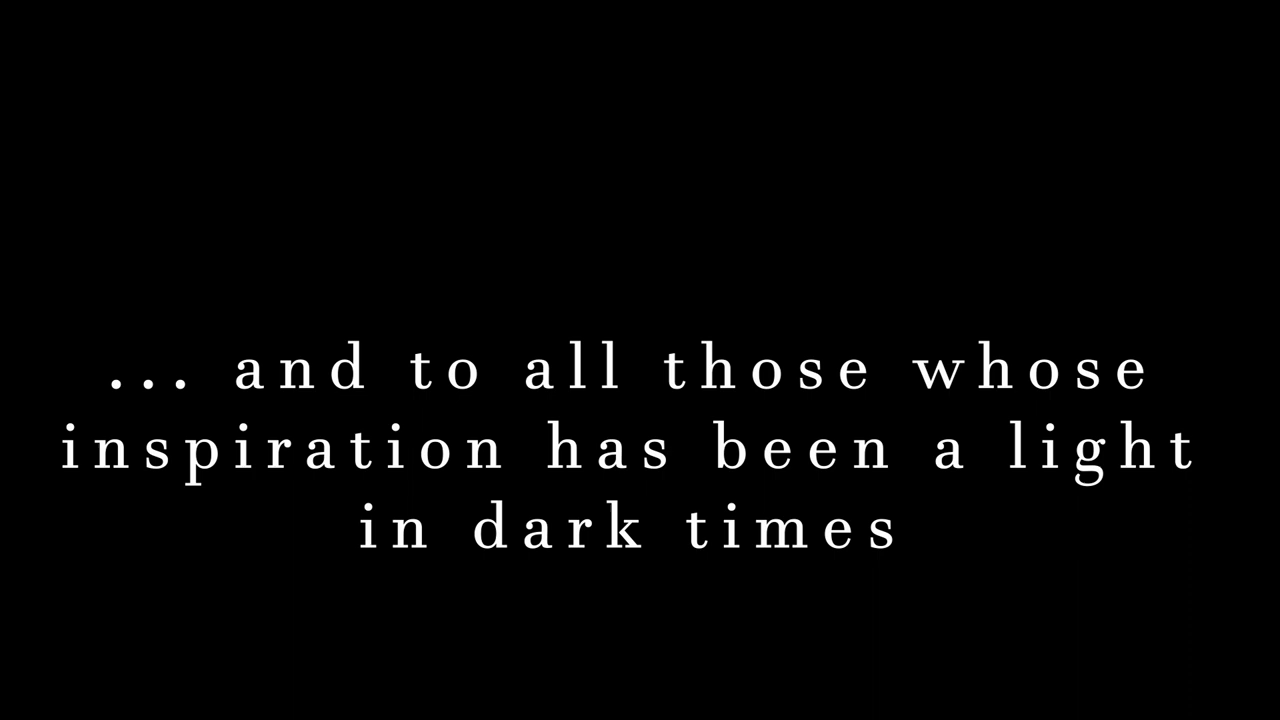 ... and to all those whose
inspiration has been a light
in dark times